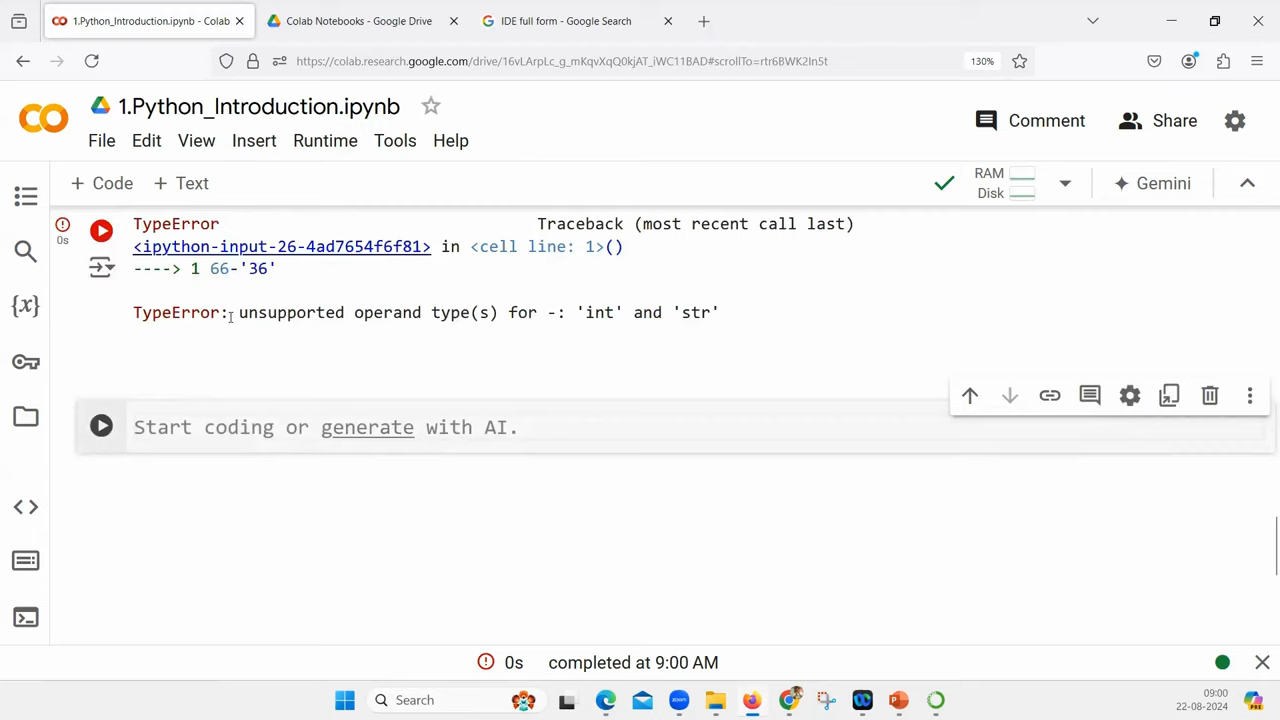 1.Python_Introduction.ipynb - Colab
Colab Notebooks - Google Drive
IDE full form - Google Search
https://colab.research.google.com/drive/16vLArpLc_g_mKqvXqQ0kjAT_iWC11BAD#scrollTo=rtr6BWK2In5t
130%
CO
1.Python_Introduction.ipynb
Comment
Share
File Edit View Insert Runtime Tools Help
+ Code + Text
RAM
Disk
Gemini
0s
TypeError Traceback (most recent call last)
<ipython-input-26-4ad7654f6f81> in <cell line: 1>()
----> 1 66-'36'
TypeError: unsupported operand type(s) for -: 'int' and 'str'
{x}
Start coding or generate with AI.
0s completed at 9:00 AM
Search
zoom
PRE
09:00
22-08-2024